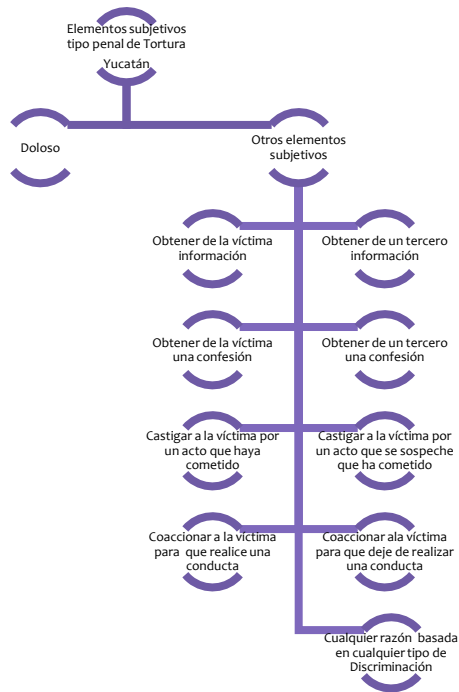 Elementos subjetivos
tipo penal de Tortura
Yucatán
Doloso
Otros elementos
subjetivos
Obtener de la víctima
información
Obtener de un tercero
información
Obtener de la víctima
una confesión
Obtener de un tercero
una confesión
Castigar a la víctima por
un acto que haya
cometido
Castigar a la víctima por
un acto que se sospeche
que ha cometido
Coaccionar a la víctima
para que realice una
conducta
Coaccionar ala víctima
para que deje de realizar
una conducta
Cualquier razón basada
en cualquier tipo de
Discriminación